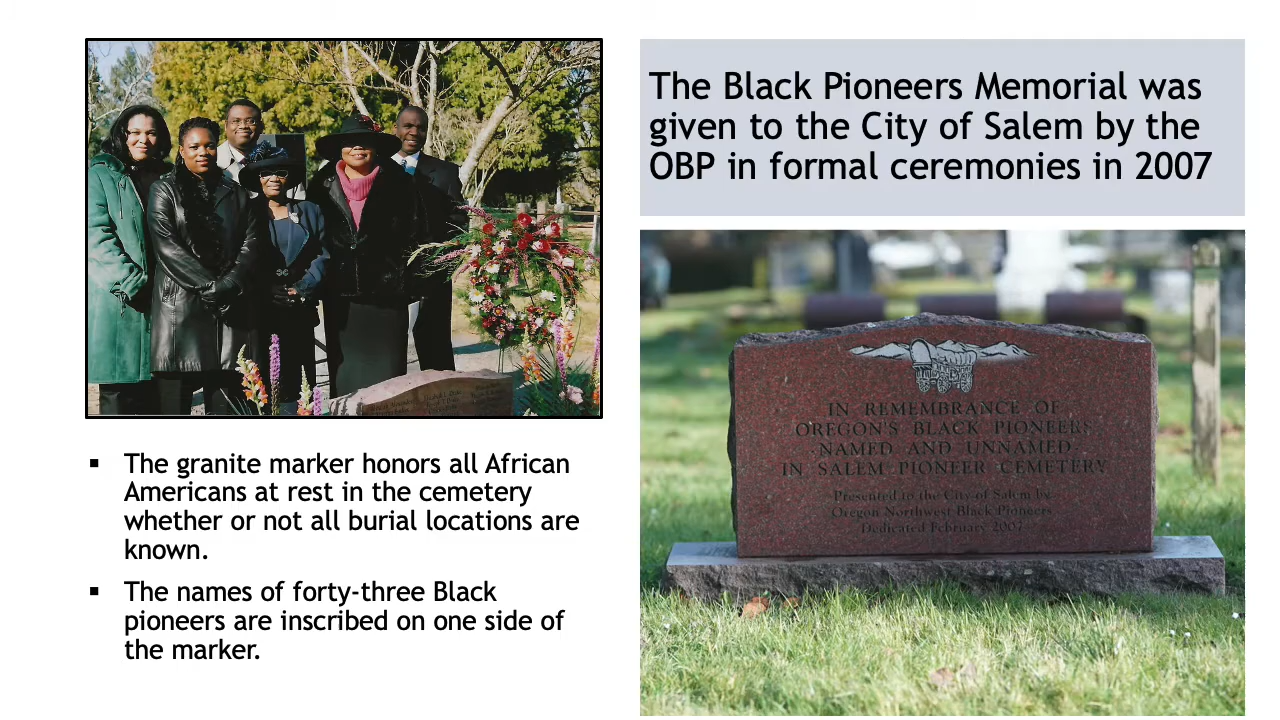 The Black Pioneers Memorial was
given to the City of Salem by the
OBP in formal ceremonies in 2007
▪ The granite marker honors all African
Americans at rest in the cemetery
whether or not all burial locations are
known.
▪ The names of forty-three Black
pioneers are inscribed on one side of
the marker.
IN REMEMBRANCE OF
OREGON'S BLACK PIONEERS
NAMED AND UNNAMED
IN SALEM PIONEER CEMETERY
Presented to the City of Salem by
Oregon Northwest Black Pioneers
Dedicated February 2007